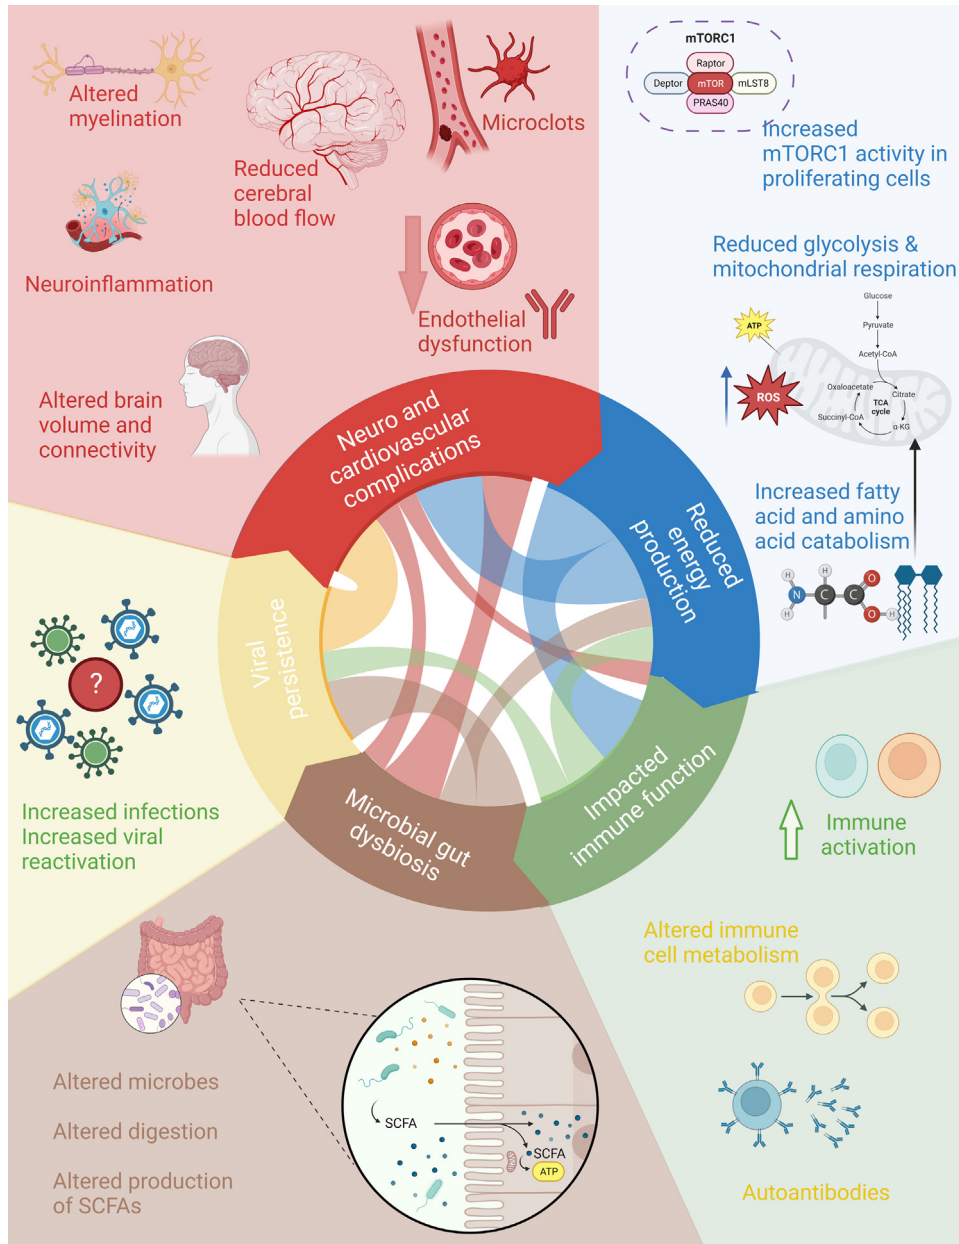 Altered
myelination
Reduced
cerebral
blood flow
Microclots
Neuroinflammation
Endothelial
dysfunction
Altered brain
volume and
connectivity
mTORC1
Raptor
Deptor
mTOR
mLST8
PRAS40
Increased
mTORC1 activity in
proliferating cells
Reduced glycolysis &
mitochondrial respiration
Glucose
Pyruvate
Acetyl-CoA
ATP
ROS
Oxaloacetate
Citrate
TCA
cycle
Succinyl-CoA
α-KG
Increased fatty
acid and amino
acid catabolism
H
H
O
N
C
C
H
O
H
Neuro and
cardiovascular
complications
Reduced
energy
production
Impacted
immune function
Microbial gut
dysbiosis
Viral
persistence
?
Increased infections
Increased viral
reactivation
Immune
activation
Altered immune
cell metabolism
Autoantibodies
Altered microbes
Altered digestion
Altered production
of SCFAs
SCFA
SCFA
ATP